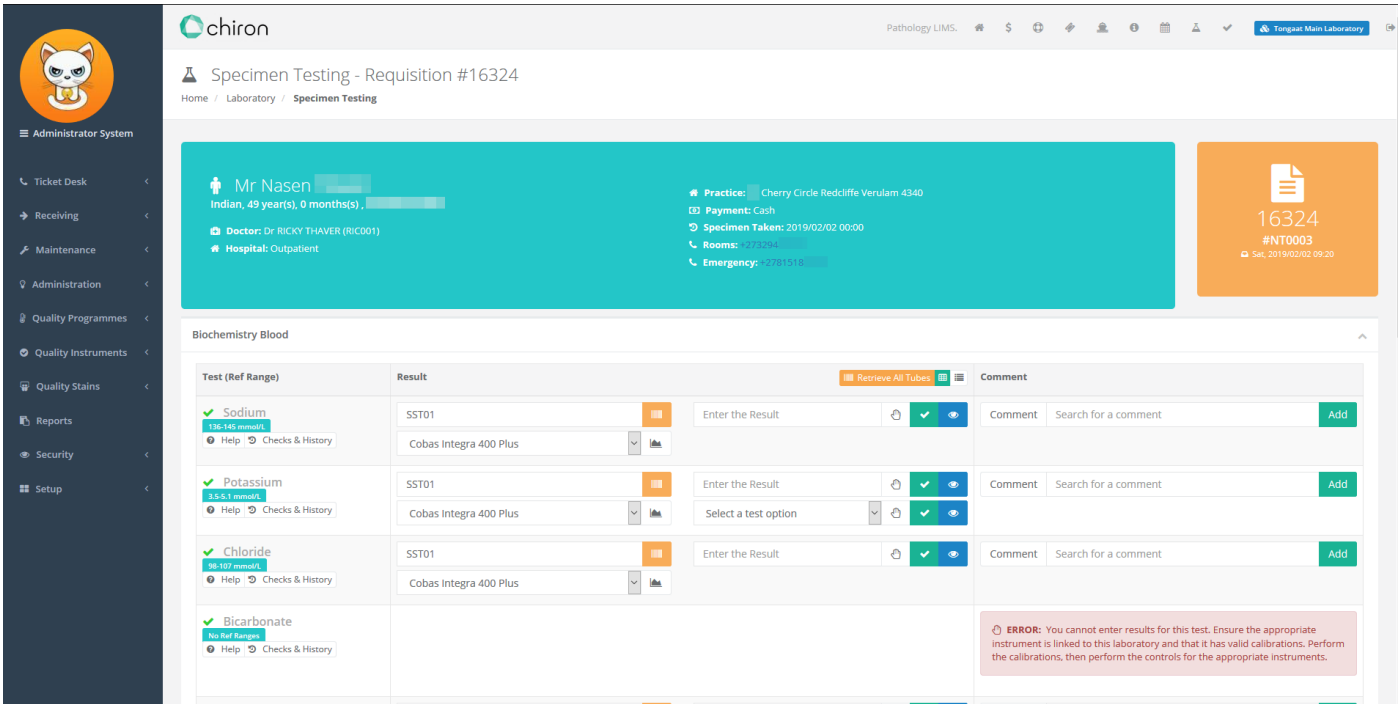 chiron
Pathology LIMS.
Tongaat Main Laboratory
Administrator System
Ticket Desk
Receiving
Maintenance
Administration
Quality Programmes
Quality Instruments
Quality Stains
Reports
Security
Setup
Specimen Testing - Requisition #16324
Home / Laboratory / Specimen Testing
Mr Nasen
Indian, 49 year(s), 0 months(s) ,
Doctor: Dr RICKY THAVER (RIC001)
Hospital: Outpatient
Practice: Cherry Circle Redcliffe Verulam 4340
Payment: Cash
Specimen Taken: 2019/02/02 00:00
Rooms: +273294
Emergency: +2781518
16324
#NT0003
Sat, 2019/02/02 09:20
Biochemistry Blood
Test (Ref Range) Result Retrieve All Tubes Comment
Sodium SST01 Enter the Result Comment Search for a comment Add
136-145 mmol/L
Help Checks & History Cobas Integra 400 Plus
Potassium SST01 Enter the Result Comment Search for a comment Add
3.5-5.1 mmol/L
Help Checks & History Cobas Integra 400 Plus Select a test option
Chloride SST01 Enter the Result Comment Search for a comment Add
98-107 mmol/L
Help Checks & History Cobas Integra 400 Plus
Bicarbonate
No Ref Ranges
Help Checks & History
ERROR: You cannot enter results for this test. Ensure the appropriate
instrument is linked to this laboratory and that it has valid calibrations. Perform
the calibrations, then perform the controls for the appropriate instruments.